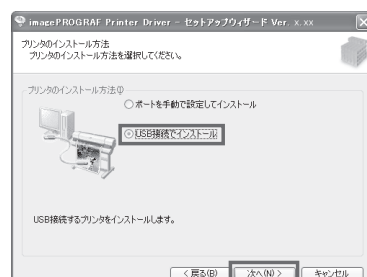 imagePROGRAF Printer Driver - セットアップウィザード Ver. x.xx
プリンタのインストール方法
プリンタのインストール方法を選択してください。
プリンタのインストール方法(I)
ポートを手動で設定してインストール
USB接続でインストール
USB接続するプリンタをインストールします。
< 戻る(B)
次へ(N) >
キャンセル